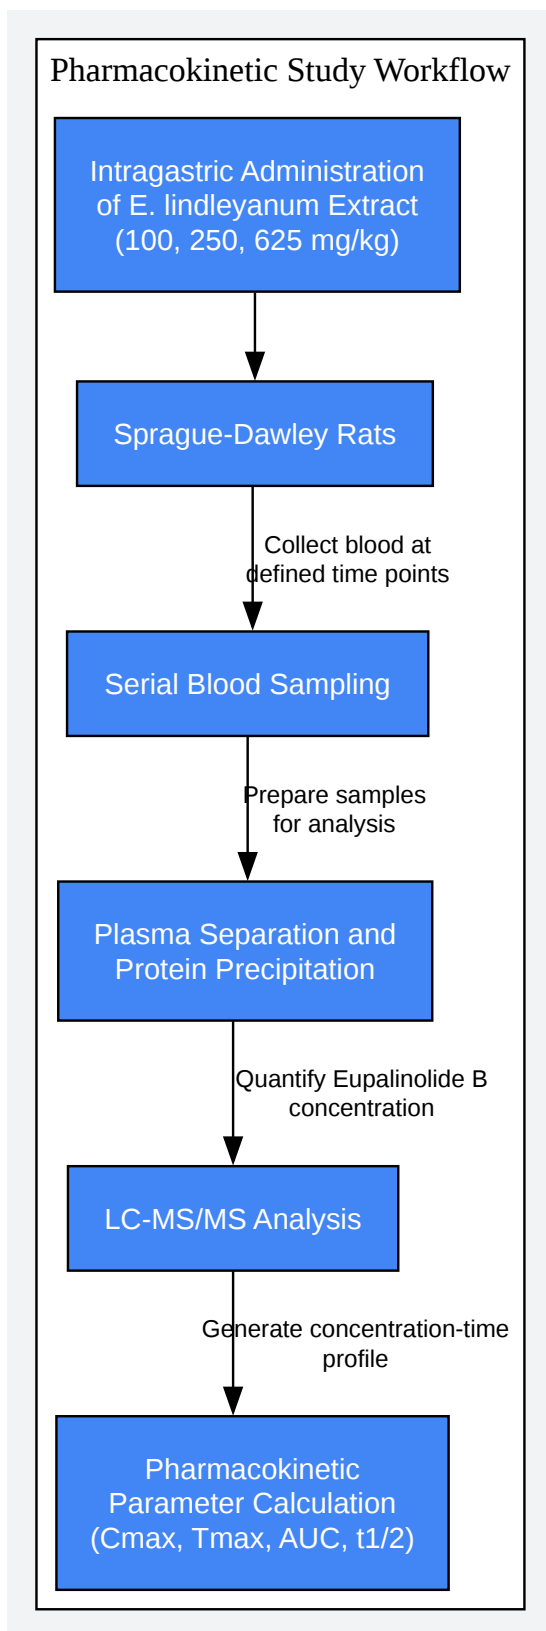 Pharmacokinetic Study Workflow
Intragastric Administration
of E. lindleyanum Extract
(100, 250, 625 mg/kg)
Sprague-Dawley Rats
Collect blood at
defined time points
Serial Blood Sampling
Prepare samples
for analysis
Plasma Separation and
Protein Precipitation
Quantify Eupalinolide B
concentration
LC-MS/MS Analysis
Generate concentration-time
profile
Pharmacokinetic
Parameter Calculation
(Cmax, Tmax, AUC, t1/2)